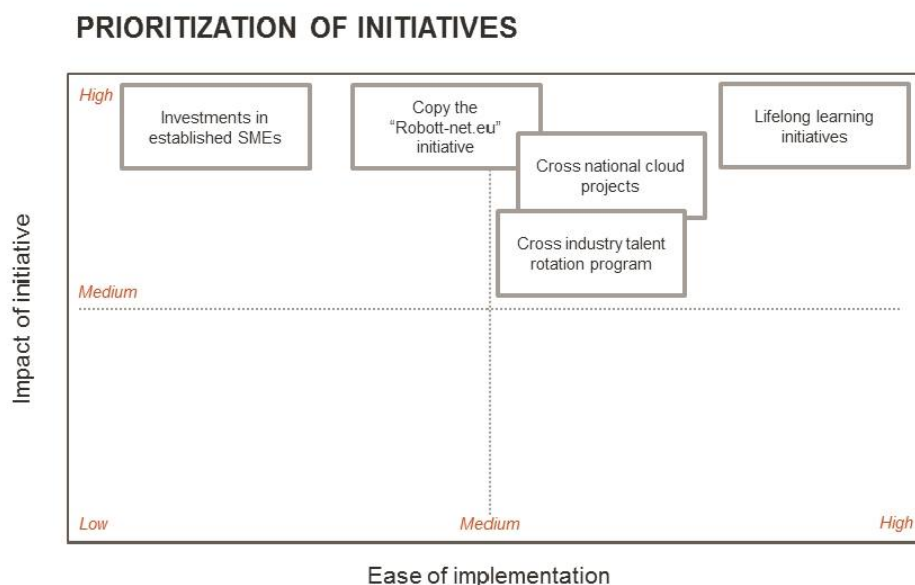 PRIORITIZATION OF INITIATIVES
High
Investments in
established SMEs
Copy the
“Robott-net.eu”
initiative
Lifelong learning
initiatives
Cross national cloud
projects
Cross industry talent
rotation program
Medium
Impact of initiative
Low
Medium
High
Ease of implementation